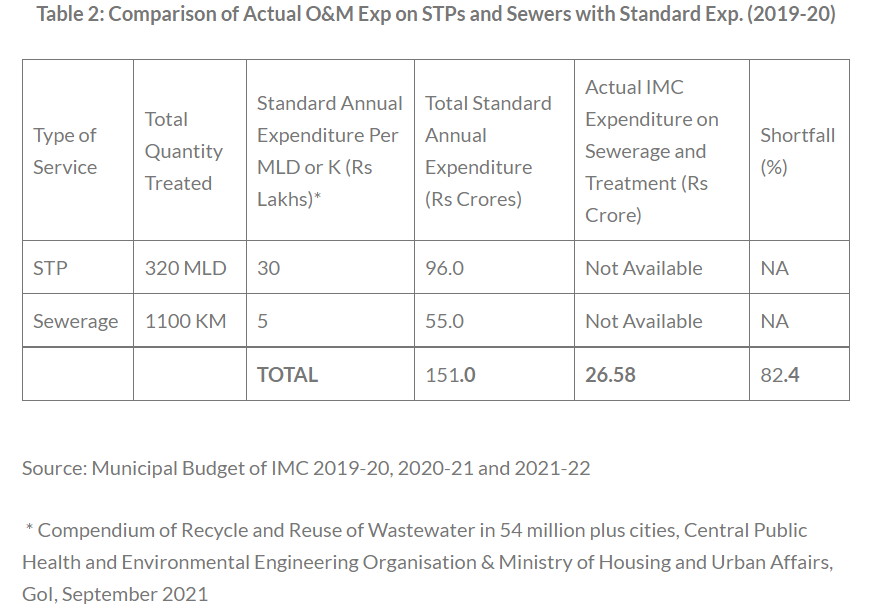 Table 2: Comparison of Actual O&M Exp on STPs and Sewers with Standard Exp. (2019-20)
Type of
Service
Total
Quantity
Treated
Standard Annual
Expenditure Per
MLD or K (Rs
Lakhs)*
Total Standard
Annual
Expenditure
(Rs Crores)
Actual IMC
Expenditure on
Sewerage and
Treatment (Rs
Crore)
Shortfall
(%)
STP 320 MLD 30 96.0 Not Available NA
Sewerage 1100 KM 5 55.0 Not Available NA
TOTAL 151.0 26.58 82.4
Source: Municipal Budget of IMC 2019-20, 2020-21 and 2021-22
* Compendium of Recycle and Reuse of Wastewater in 54 million plus cities, Central Public
Health and Environmental Engineering Organisation & Ministry of Housing and Urban Affairs,
GoI, September 2021